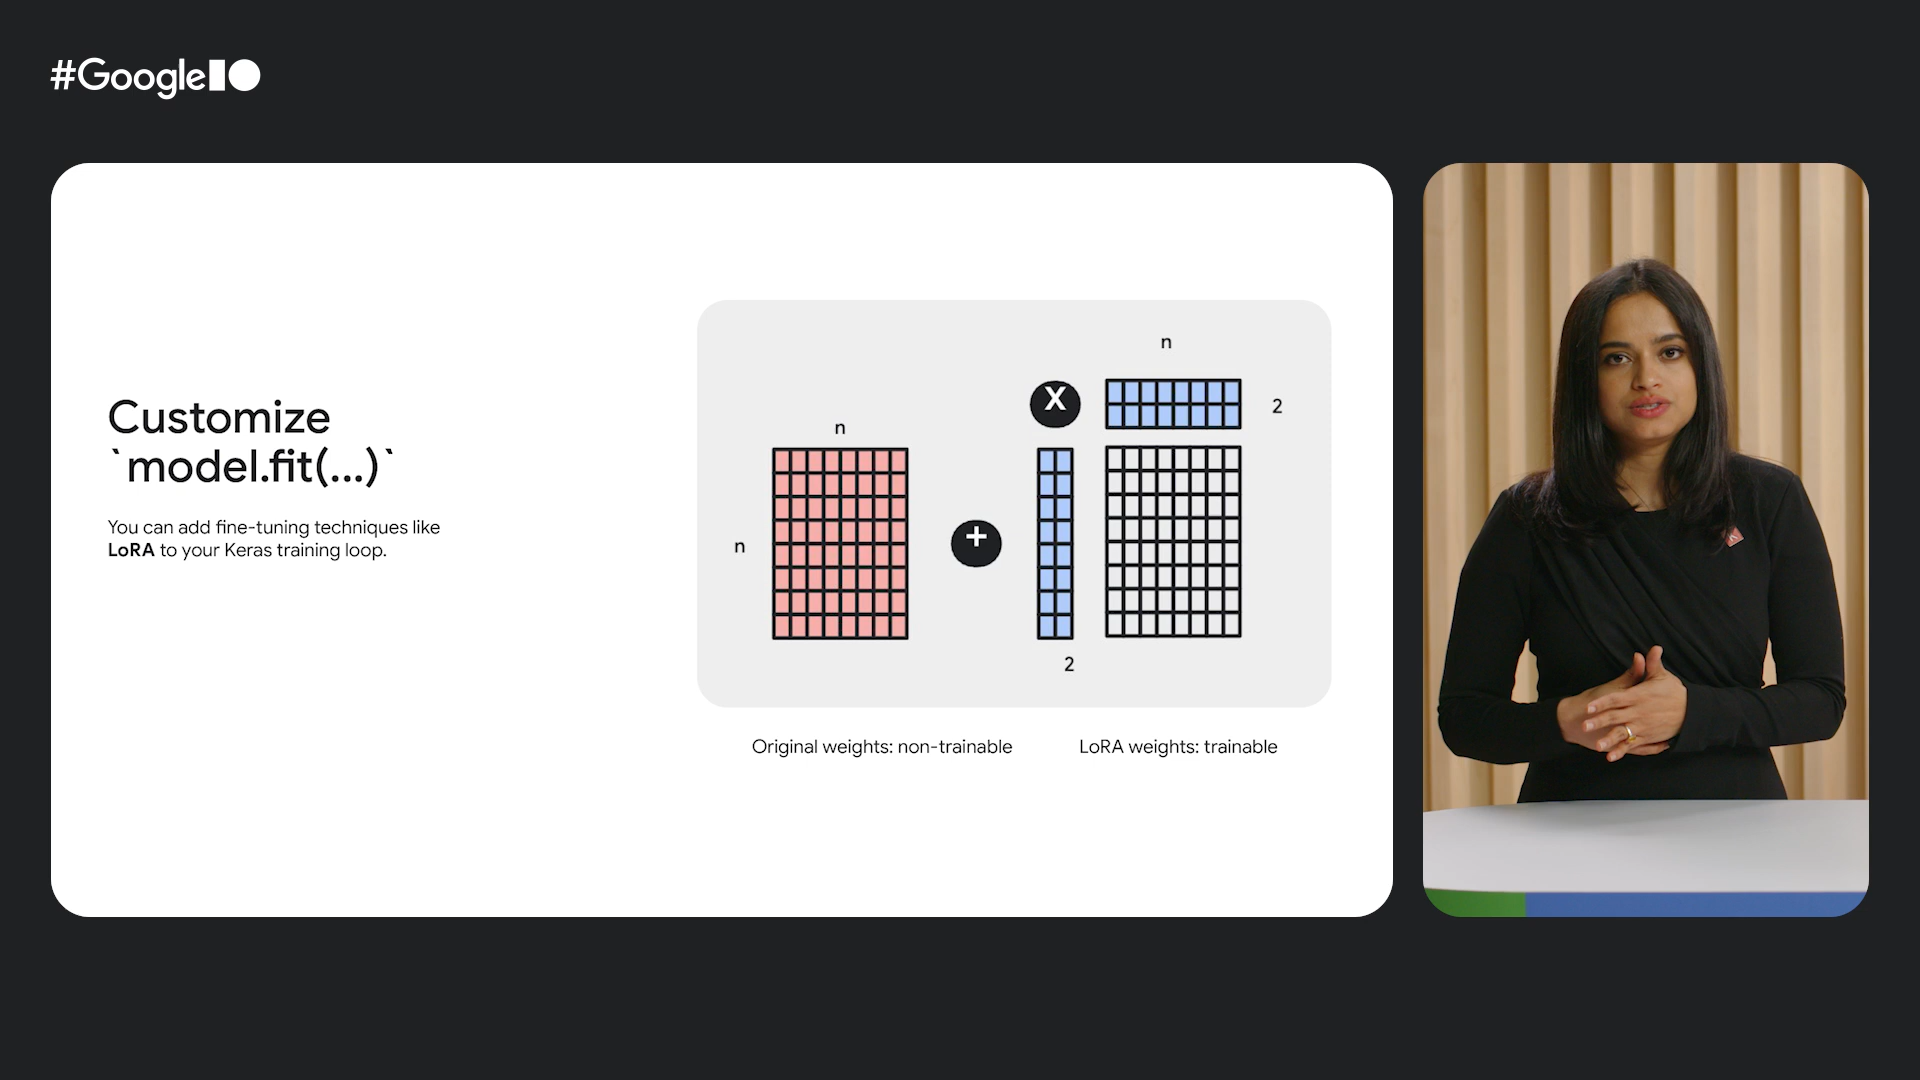 #GoogleIO
Customize
`model.fit(...)`
You can add fine-tuning techniques like
LoRA to your Keras training loop.
n
n
X
2
n
+
2
Original weights: non-trainable
LoRA weights: trainable